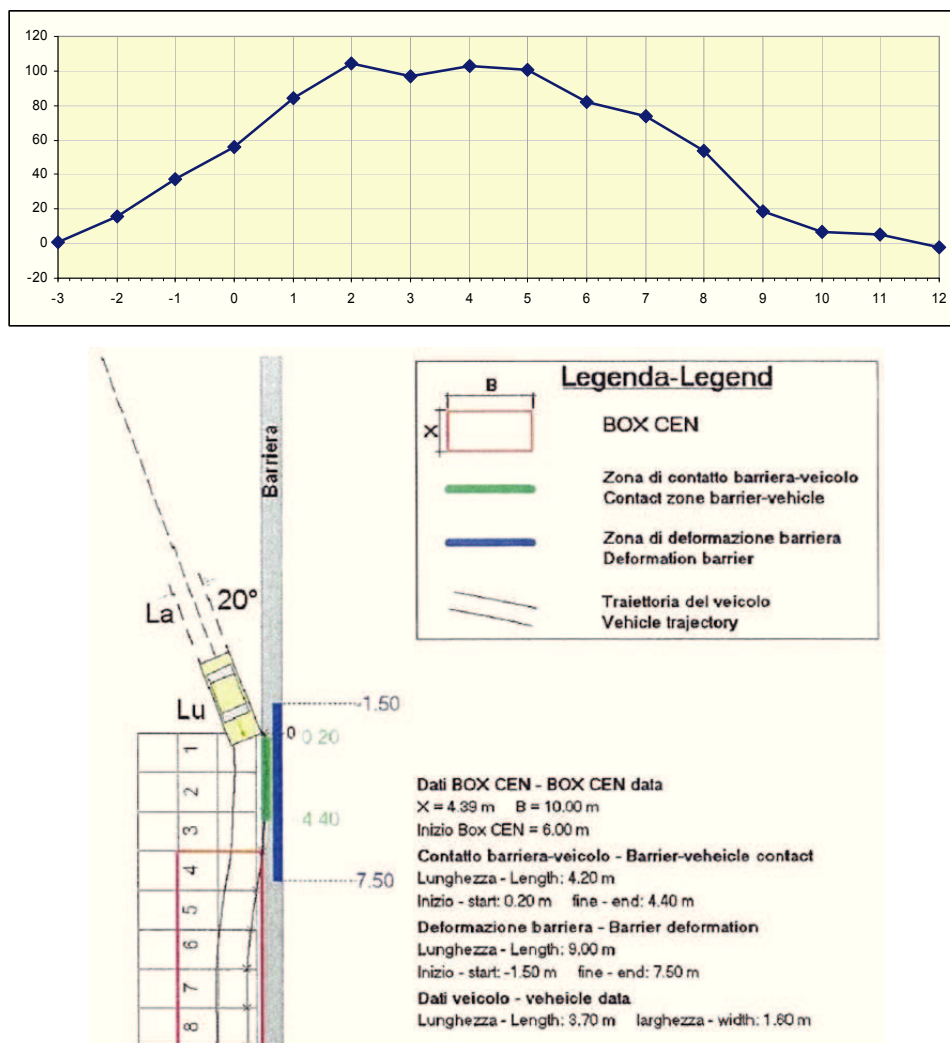 120
100
80
60
40
20
0
-20
-3 -2 -1 0 1 2 3 4 5 6 7 8 9 10 11 12
Legenda-Legend
B
X
BOX CEN
Zona di contatto barriera-veicolo
Contact zone barrier-vehicle
Zona di deformazione barriera
Deformation barrier
Traiettoria del veicolo
Vehicle trajectory
Barriera
La
20°
Lu
-1.50
0
0.20
4.40
7.50
1
2
3
4
5
6
7
8
Dati BOX CEN - BOX CEN data
X = 4.39 m B = 10.00 m
Inizio Box CEN = 6.00 m
Contatto barriera-veicolo - Barrier-veheicle contact
Lunghezza - Length: 4.20 m
Inizio - start: 0.20 m fine - end: 4.40 m
Deformazione barriera - Barrier deformation
Lunghezza - Length: 9.00 m
Inizio - start: -1.50 m fine - end: 7.50 m
Dati veicolo - veheicle data
Lunghezza - Length: 3.70 m larghezza - width: 1.60 m